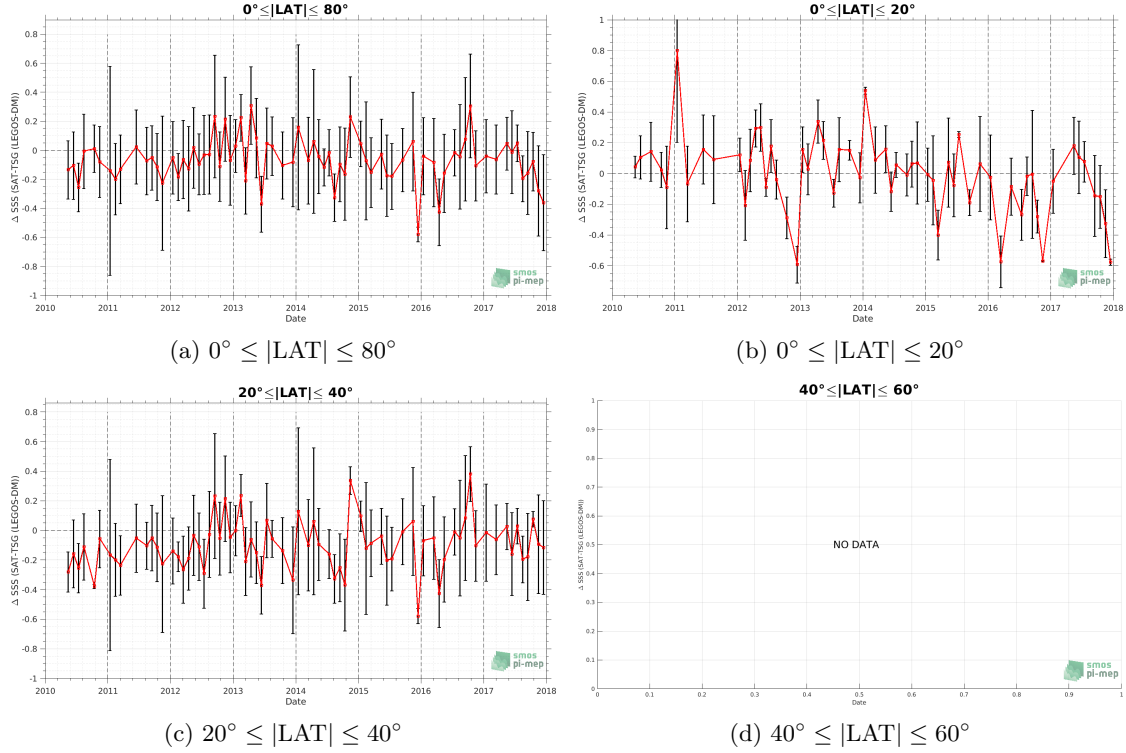 0°≤|LAT|≤ 80°
Δ SSS (SAT-TSG (LEGOS-DM))
0.8
0.6
0.4
0.2
0
-0.2
-0.4
-0.6
-0.8
-1
2010 2011 2012 2013 2014 2015 2016 2017 2018
Date
smos
pi-mep
(a) 0° ≤ |LAT| ≤ 80°
0°≤|LAT|≤ 20°
Δ SSS (SAT-TSG (LEGOS-DM))
1
0.8
0.6
0.4
0.2
0
-0.2
-0.4
-0.6
2010 2011 2012 2013 2014 2015 2016 2017 2018
Date
smos
pi-mep
(b) 0° ≤ |LAT| ≤ 20°
20°≤|LAT|≤ 40°
Δ SSS (SAT-TSG (LEGOS-DM))
0.8
0.6
0.4
0.2
0
-0.2
-0.4
-0.6
-0.8
-1
2010 2011 2012 2013 2014 2015 2016 2017 2018
Date
smos
pi-mep
(c) 20° ≤ |LAT| ≤ 40°
40°≤|LAT|≤ 60°
Δ SSS (SAT-TSG (LEGOS-DM))
1
0.9
0.8
0.7
0.6
0.5
0.4
0.3
0.2
0.1
0
NO DATA
0 0.1 0.2 0.3 0.4 0.5 0.6 0.7 0.8 0.9 1
Date
smos
pi-mep
(d) 40° ≤ |LAT| ≤ 60°